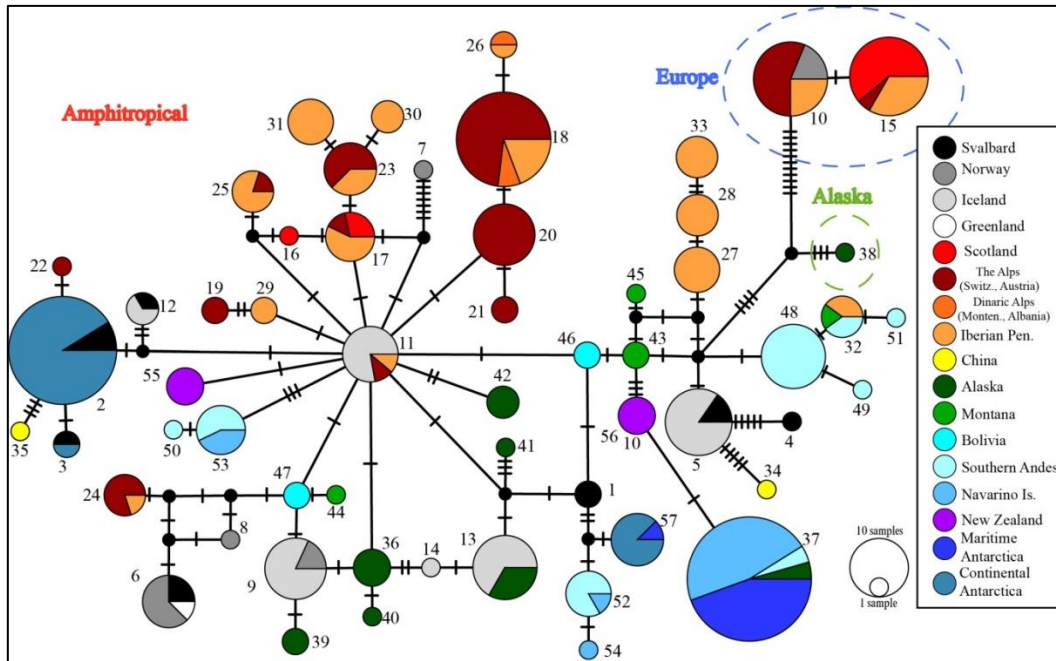 26
Europe
Amphitropical
31
30
18
10
15
23
7
33
25
28
16
17
20
27
Alaska
38
22
12
19
29
21
45
48
11
46
43
32
51
55
42
49
2
56
10
5
4
35
3
50
53
41
34
47
1
57
24
44
8
36
13
14
37
6
9
52
40
39
54
Svalbard
Norway
Iceland
Greenland
Scotland
The Alps
(Switz., Austria)
Dinaric Alps
(Monten., Albania)
Iberian Pen.
China
Alaska
Montana
Bolivia
Southern Andes
Navarino Is.
New Zealand
Maritime
Antarctica
Continental
Antarctica
10 samples
1 sample